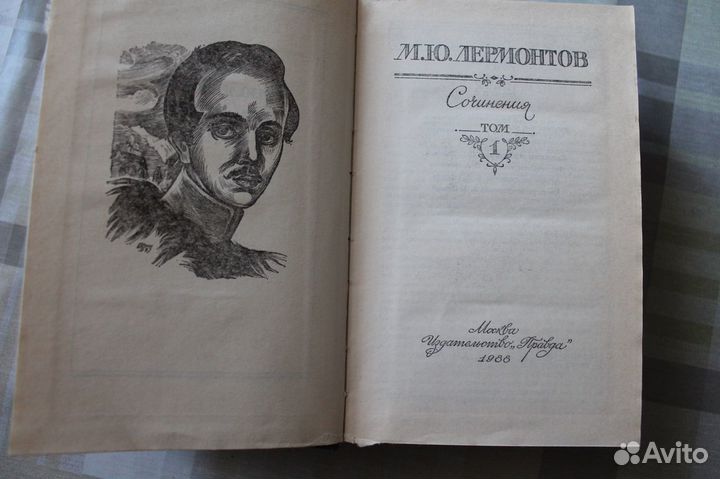 М.Ю. ЛЕРМОНТОВ
Сочинения
ТОМ
1
Москва
Издательство „Правда"
1988
Avito